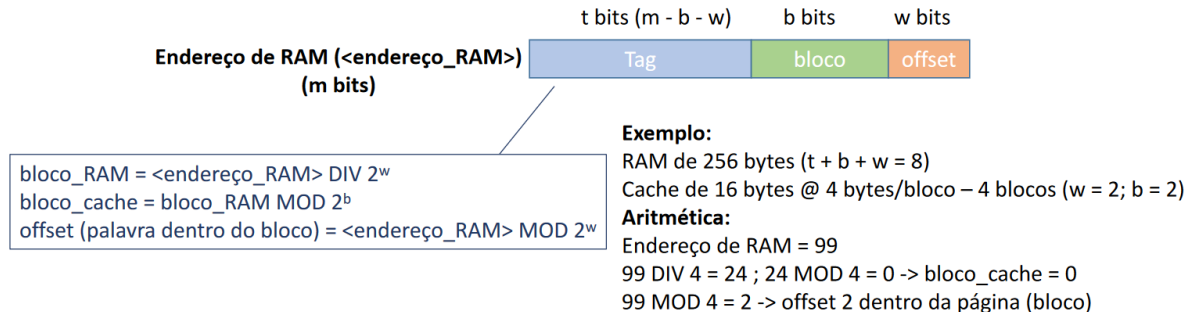 t bits (m - b - w) b bits w bits
Endereço de RAM (<endereço_RAM>) Tag bloco offset
(m bits)
bloco_RAM = <endereço_RAM> DIV 2ʷ
bloco_cache = bloco_RAM MOD 2ᵇ
offset (palavra dentro do bloco) = <endereço_RAM> MOD 2ʷ
Exemplo:
RAM de 256 bytes (t + b + w = 8)
Cache de 16 bytes @ 4 bytes/bloco – 4 blocos (w = 2; b = 2)
Aritmética:
Endereço de RAM = 99
99 DIV 4 = 24 ; 24 MOD 4 = 0 -> bloco_cache = 0
99 MOD 4 = 2 -> offset 2 dentro da página (bloco)